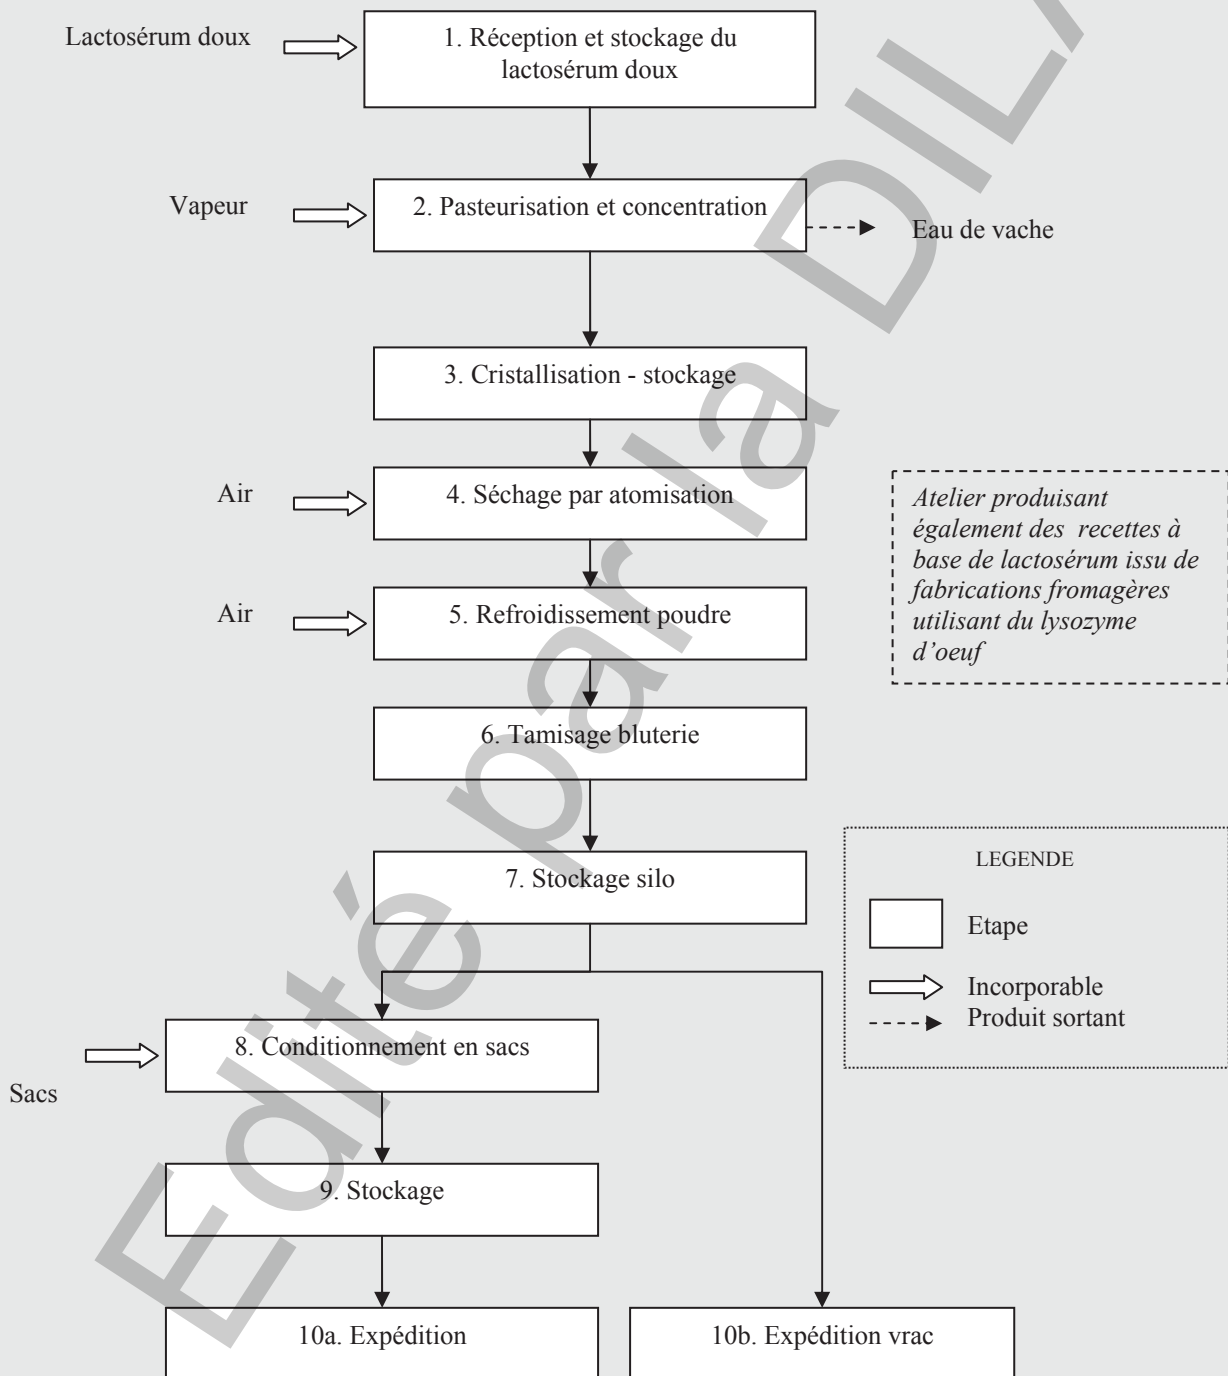 Lactosérum doux
1. Réception et stockage du
lactosérum doux
Vapeur
2. Pasteurisation et concentration
Eau de vache
3. Cristallisation - stockage
Air
4. Séchage par atomisation
Atelier produisant
également des recettes à
base de lactosérum issu de
fabrications fromagères
utilisant du lysozyme
d'oeuf
Air
5. Refroidissement poudre
6. Tamisage bluterie
7. Stockage silo
LEGENDE
Etape
Incorporable
Produit sortant
8. Conditionnement en sacs
Sacs
9. Stockage
10a. Expédition
10b. Expédition vrac
Edité par la DILA